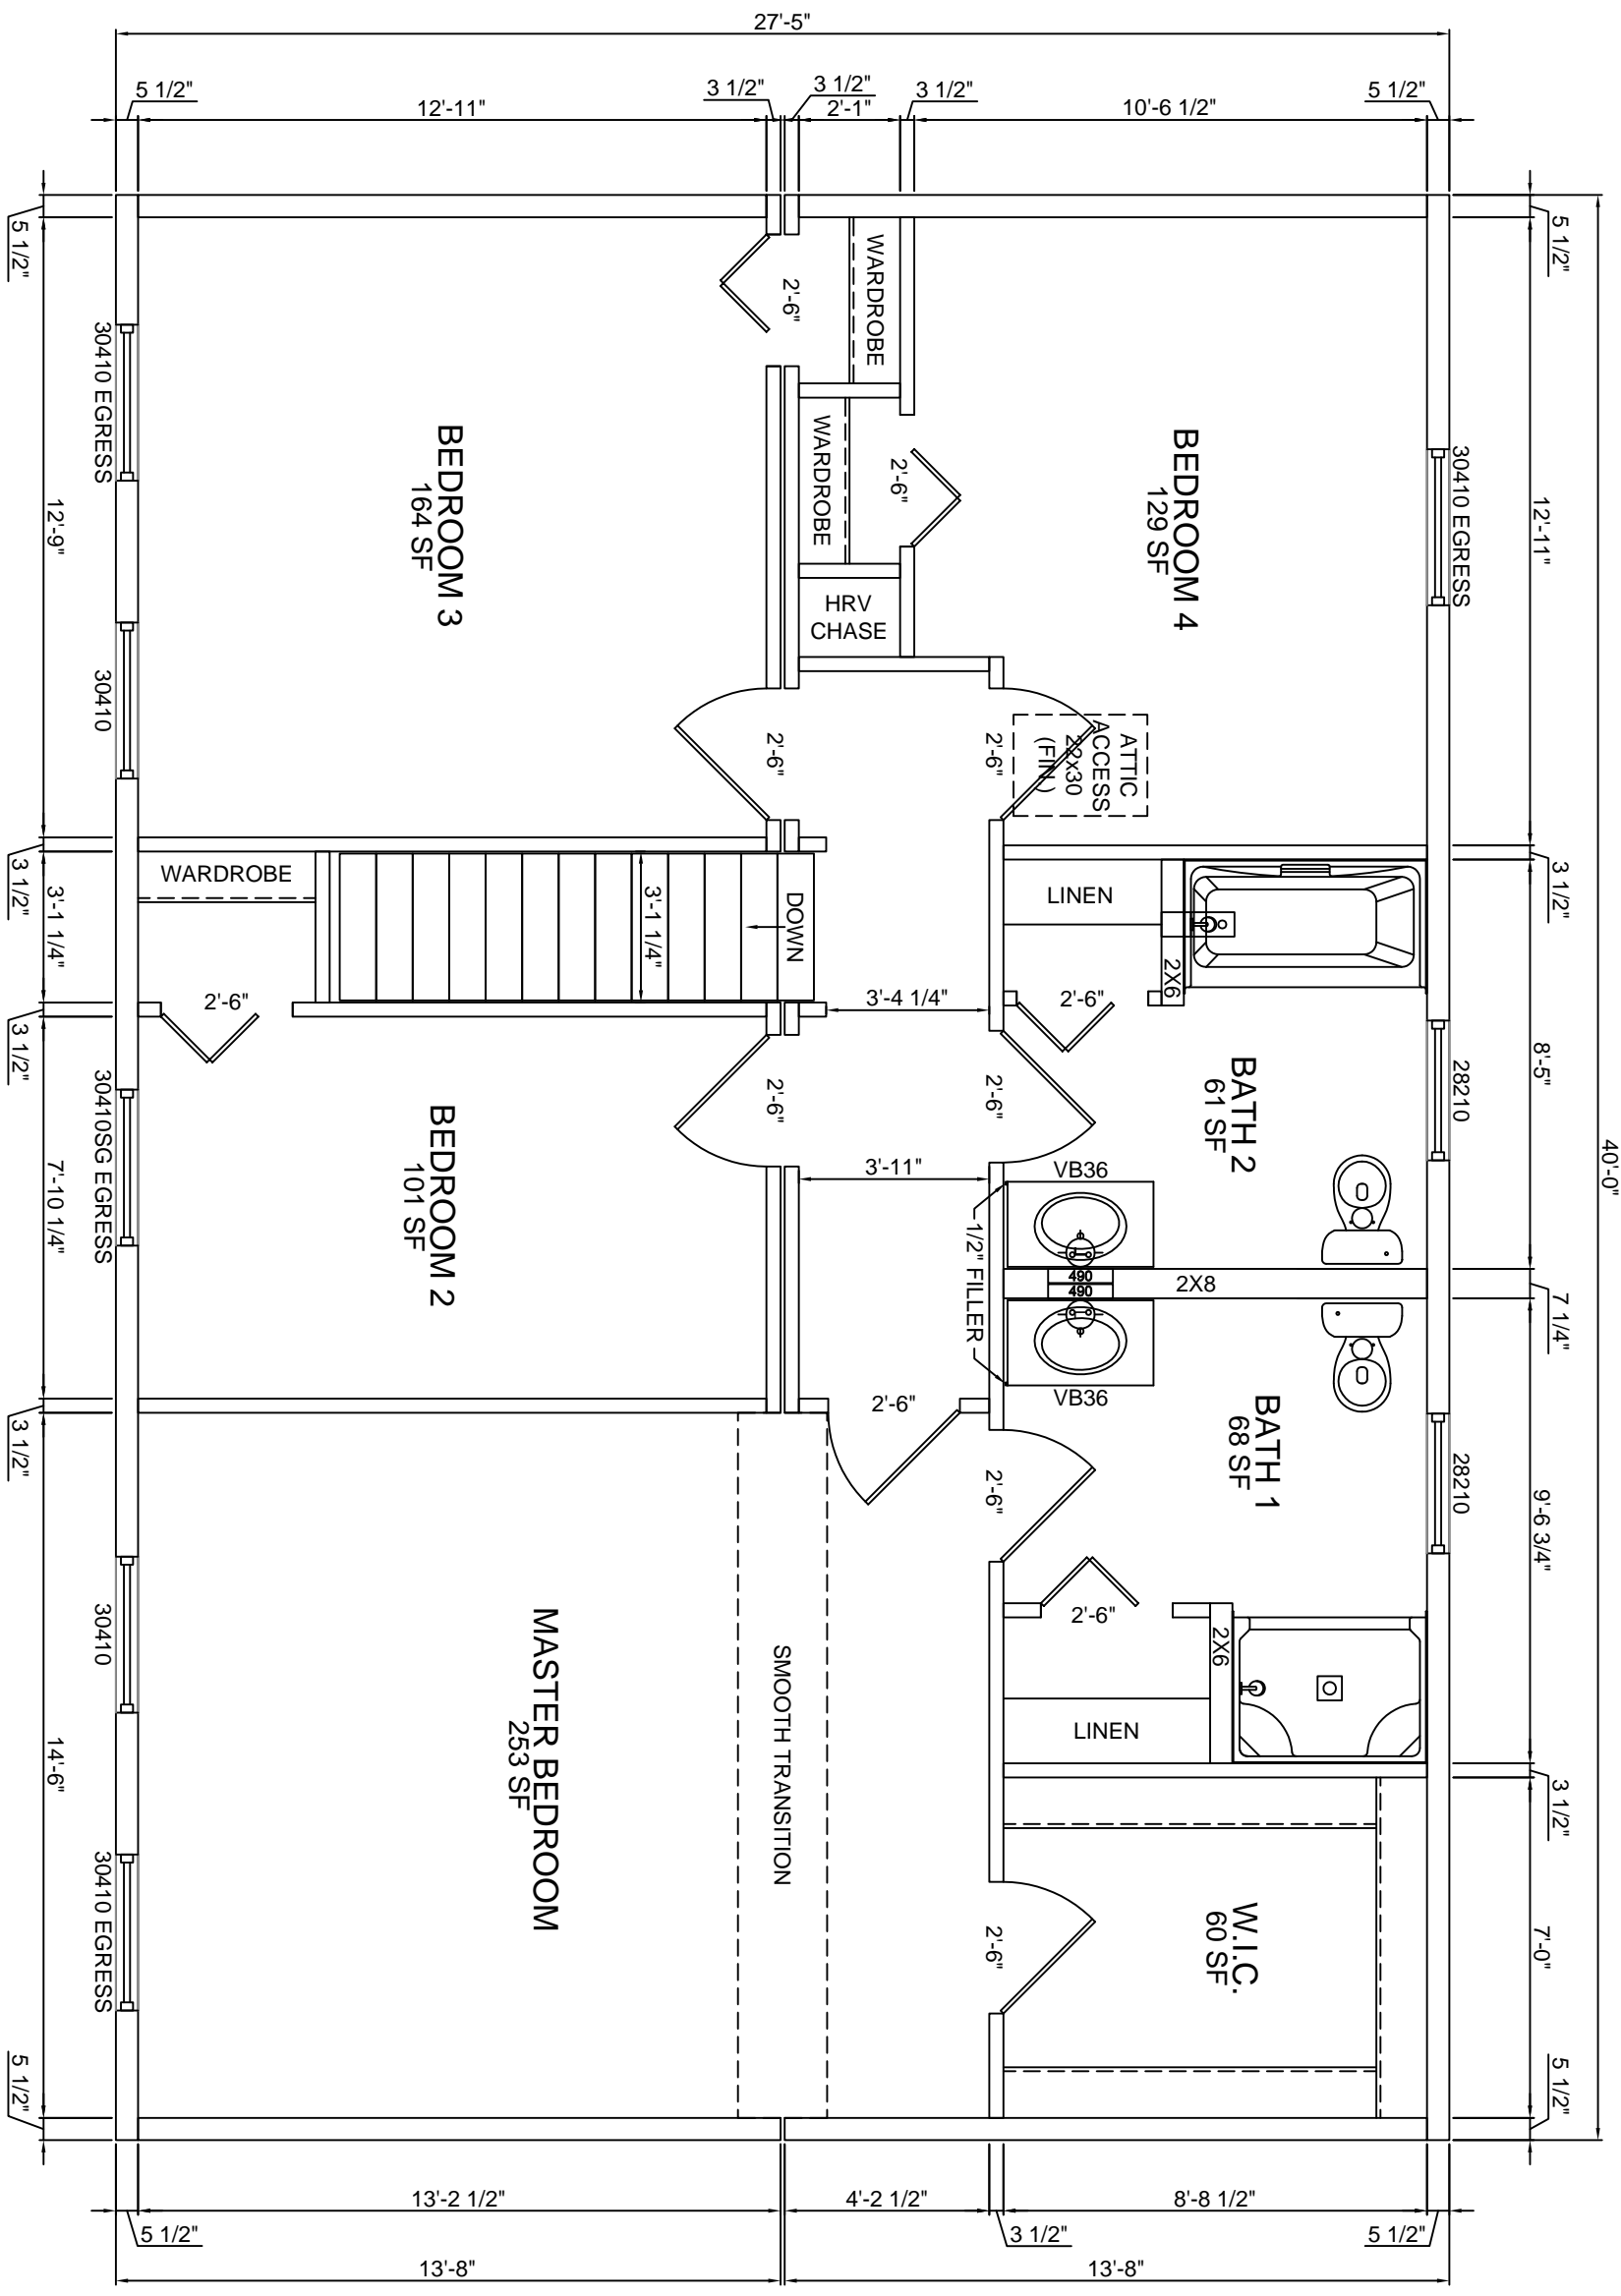 27'-5"
5 1/2"
12'-11"
3 1/2"
3 1/2"
2'-1"
3 1/2"
10'-6 1/2"
5 1/2"
40'-0"
5 1/2"
12'-11"
3 1/2"
8'-5"
7 1/4"
9'-6 3/4"
3 1/2"
7'-0"
5 1/2"
5 1/2"
12'-9"
3 1/2"
3'-1 1/4"
3 1/2"
7'-10 1/4"
3 1/2"
14'-6"
5 1/2"
30410 EGRESS
30410
30410SG EGRESS
30410
30410 EGRESS
30410 EGRESS
28210
28210
BEDROOM 3
164 SF
2'-6"
WARDROBE
WARDROBE
2'-6"
HRV
CHASE
BEDROOM 4
129 SF
2'-6"
2'-6"
ATTIC
ACCESS
22x30
(FIN.)
WARDROBE
3'-1 1/4"
DOWN
LINEN
2X6
2'-6"
3'-4 1/4"
2'-6"
2'-6"
2'-6"
BATH 2
61 SF
BEDROOM 2
101 SF
3'-11"
VB36
1/2" FILLER
490
490
2X8
VB36
2'-6"
BATH 1
68 SF
2'-6"
2'-6"
2X6
LINEN
MASTER BEDROOM
253 SF
SMOOTH TRANSITION
2'-6"
W.I.C.
60 SF
13'-2 1/2"
4'-2 1/2"
8'-8 1/2"
5 1/2"
3 1/2"
5 1/2"
13'-8"
13'-8"